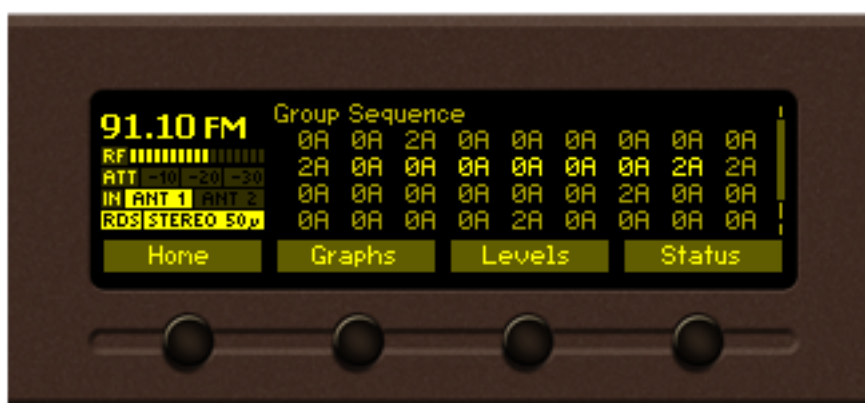 91.10 FM
RF
ATT -10 -20 -30
IN ANT 1 ANT 2
RDS STEREO 50µ
Group Sequence
0A 0A 2A 0A 0A 0A 0A 0A 0A
2A 0A 0A 0A 0A 0A 0A 2A 2A
0A 0A 0A 0A 0A 0A 2A 0A 0A
0A 0A 0A 0A 2A 0A 0A 0A 0A
Home Graphs Levels Status